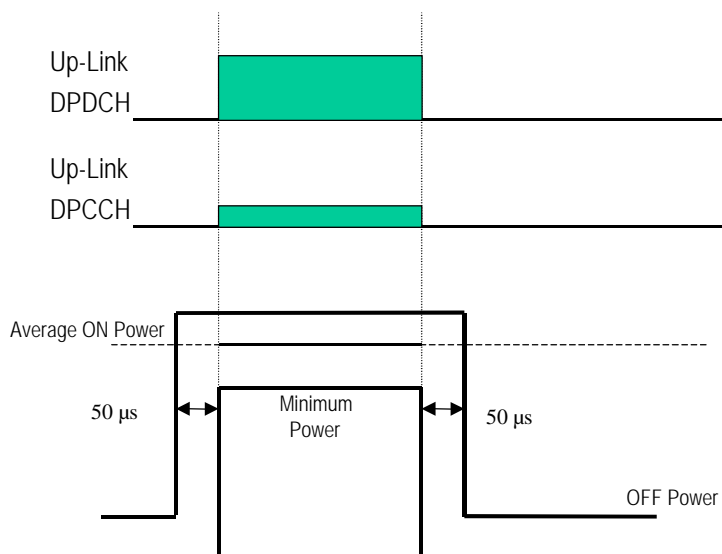 Up-Link
DPDCH
Up-Link
DPCCH
Average ON Power
50 µs
Minimum
Power
50 µs
OFF Power